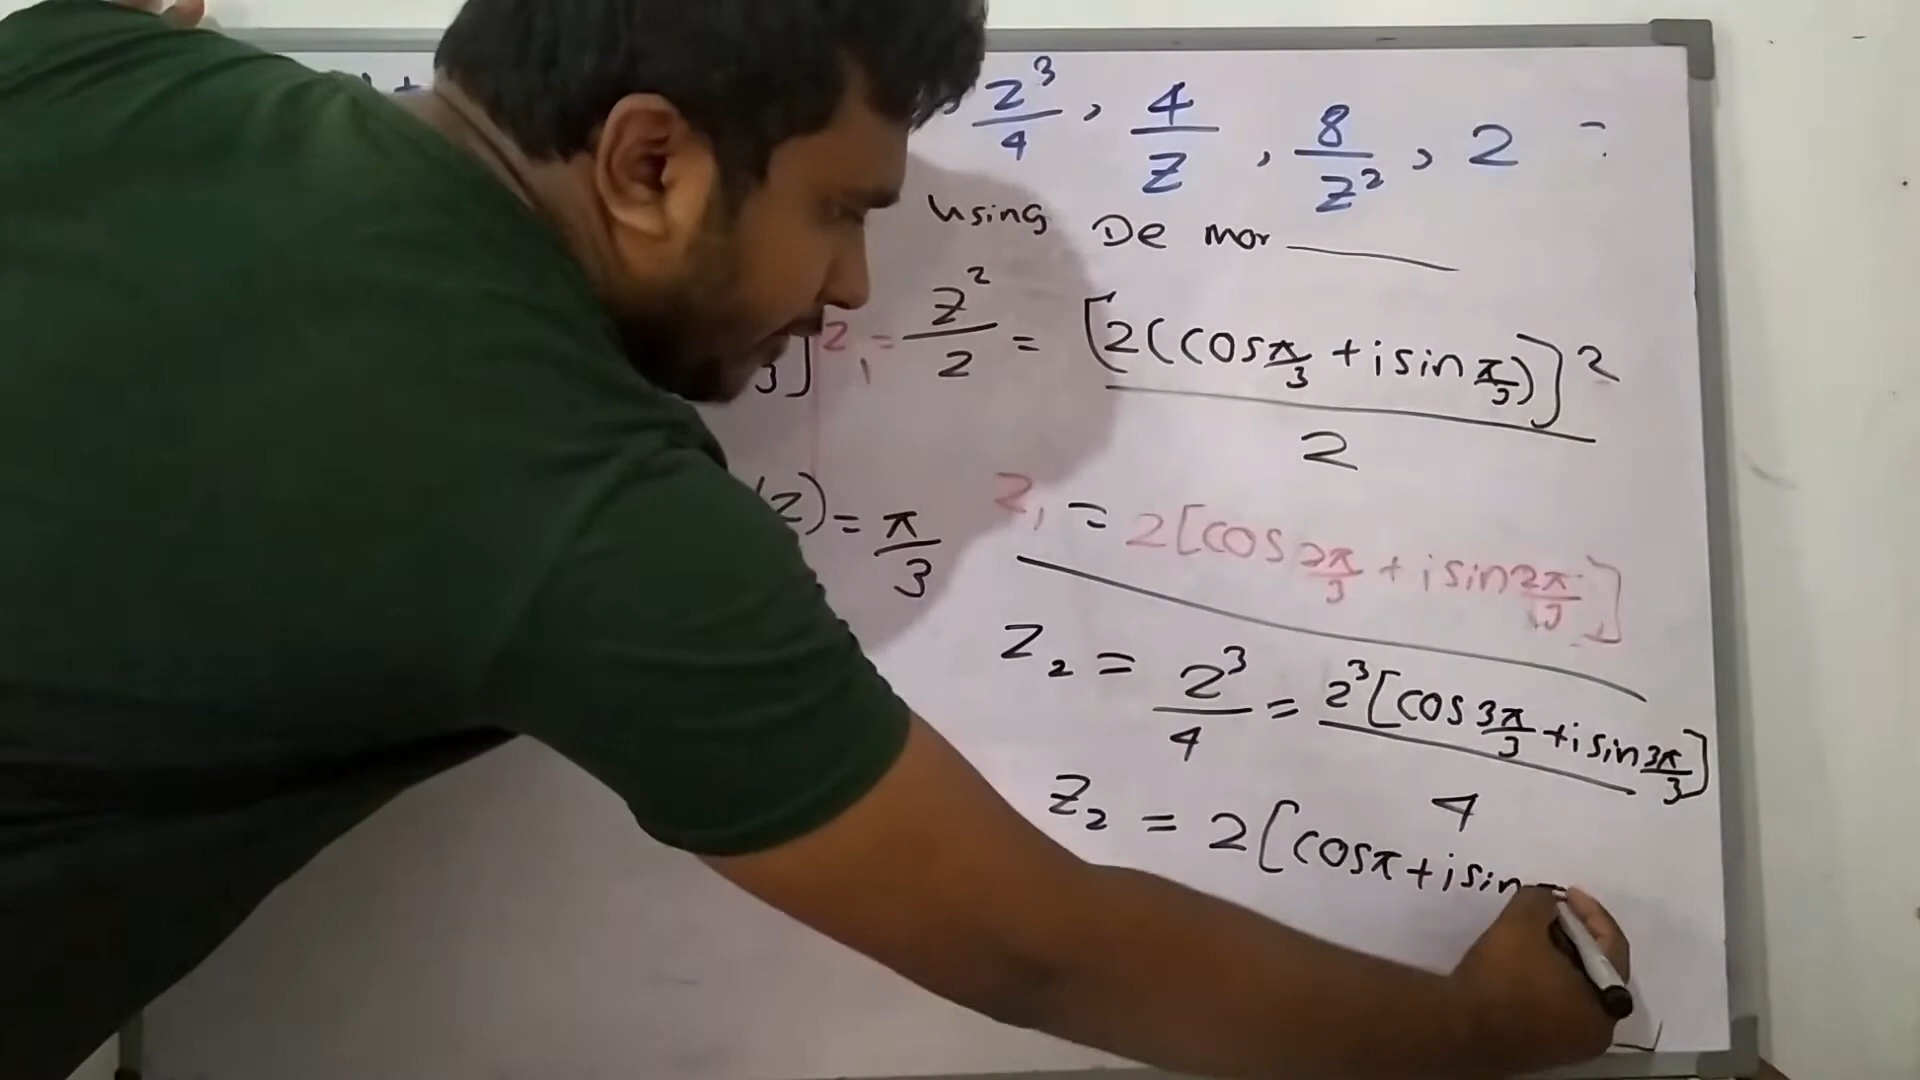 z³/4 , 4/z , 8/z² , 2
using De mor
z₁ = z²/2 = [2(cos π/3 + i sin π/3)]²/2
3]
(z) = π/3
z₁ = 2[cos 2π/3 + i sin 2π/3]
z₂ = z³/4 = 2³[cos 3π/3 + i sin 3π/3]/4
z₂ = 2[cos π + i sin